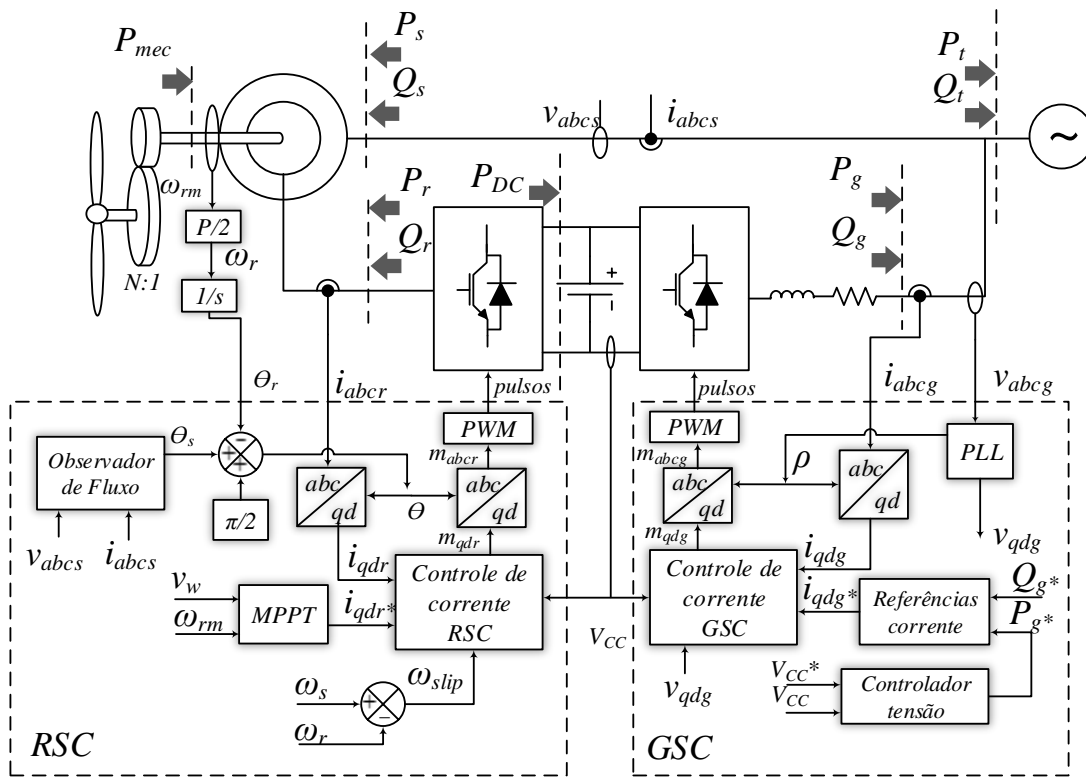 P_mec
P_s
Q_s
v_abcs
i_abcs
P_t
Q_t
~
ω_rm
P/2
ω_r
N:1
1/s
P_r
Q_r
P_DC
+
-
P_g
Q_g
θ_r
i_abcr
pulsos
pulsos
i_abcg
v_abcg
PWM
PWM
θ_s
Observador
de Fluxo
−
+
+
π/2
v_abcs
i_abcs
m_abcr
abc
qd
θ
abc
qd
m_qdr
m_abcg
abc
qd
ρ
abc
qd
PLL
m_qdg
v_qdg
i_qdr
Controle de
corrente
RSC
v_w
ω_rm
MPPT
i_qdr*
V_CC
Controle de
corrente
GSC
i_qdg
i_qdg*
Referências
corrente
Q_g*
P_g*
v_qdg
V_CC*
V_CC
Controlador
tensão
ω_s
+
−
ω_r
ω_slip
RSC
GSC